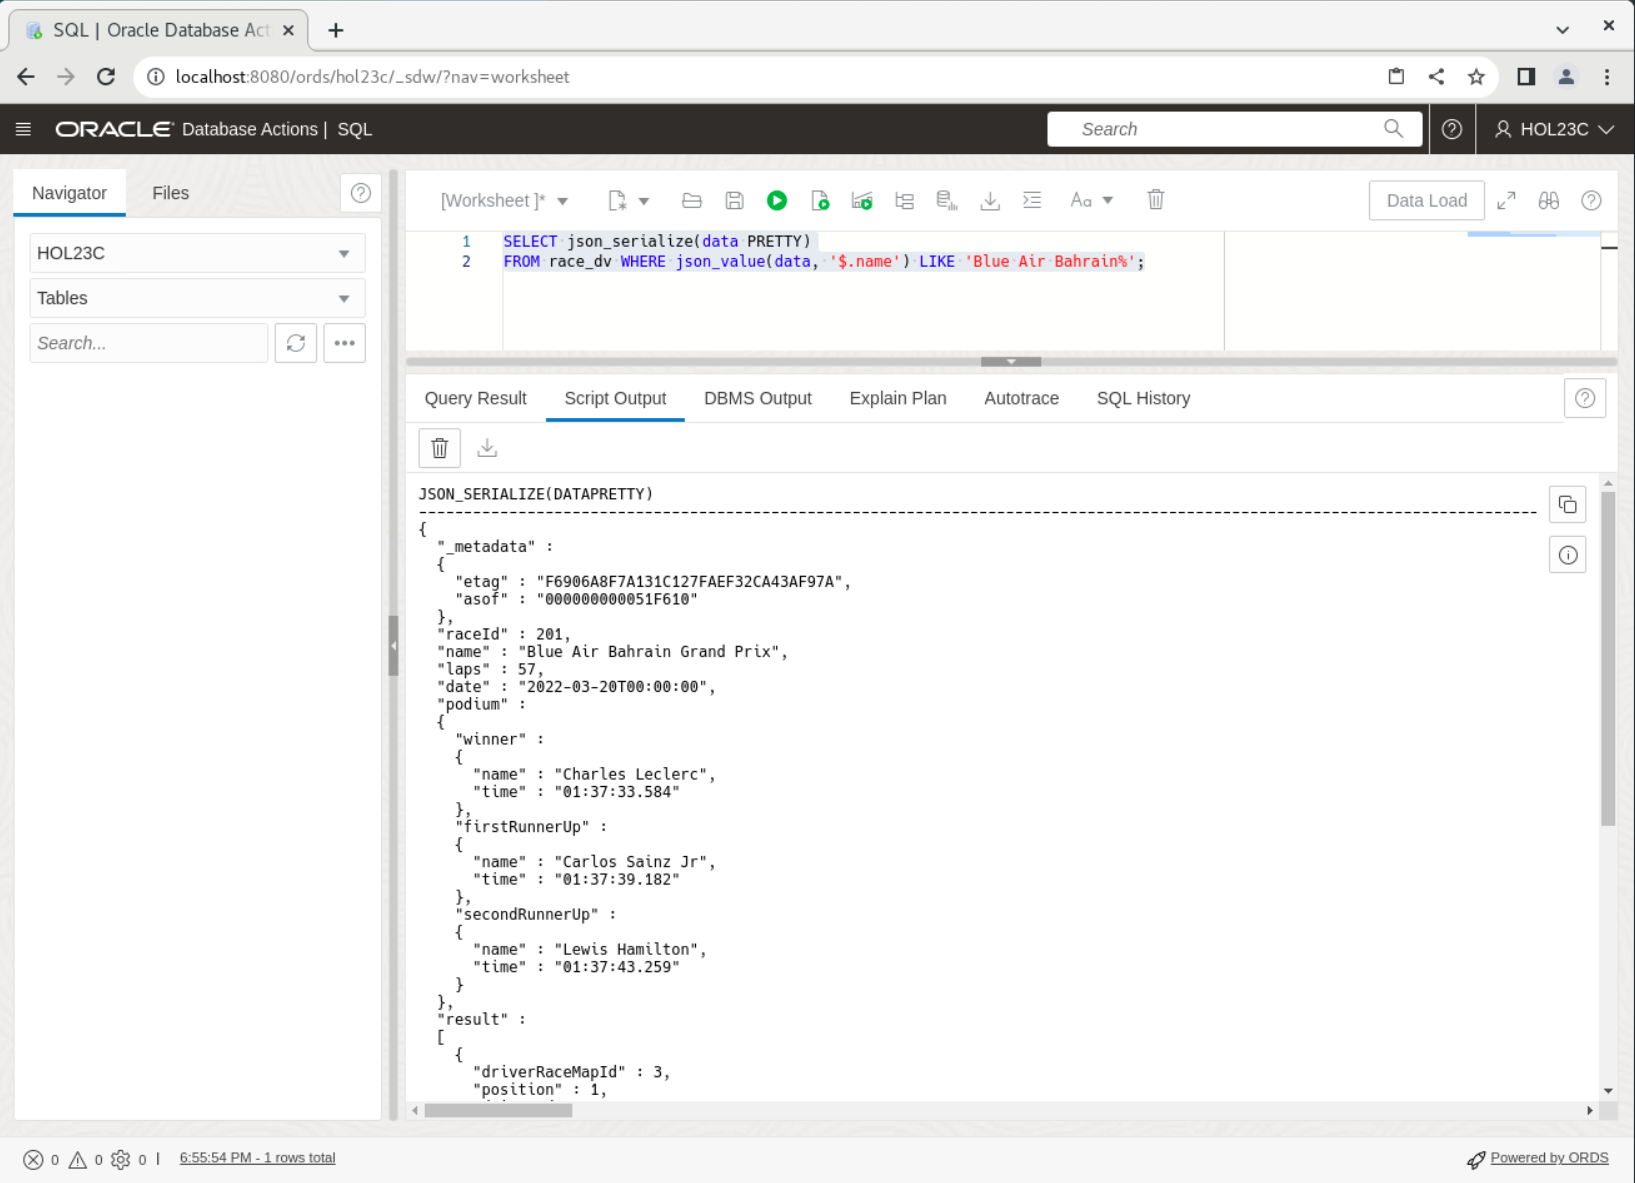 SQL | Oracle Database Act
localhost:8080/ords/hol23c/_sdw/?nav=worksheet
ORACLE Database Actions | SQL
Search
HOL23C
Navigator
Files
HOL23C
Tables
Search...
[Worksheet ]*
Aa
Data Load
1 SELECT json_serialize(data PRETTY)
2 FROM race_dv WHERE json_value(data, '$.name') LIKE 'Blue Air Bahrain%';
Query Result
Script Output
DBMS Output
Explain Plan
Autotrace
SQL History
JSON_SERIALIZE(DATAPRETTY)
{
"_metadata" :
{
"etag" : "F6906A8F7A131C127FAEF32CA43AF97A",
"asof" : "000000000051F610"
},
"raceId" : 201,
"name" : "Blue Air Bahrain Grand Prix",
"laps" : 57,
"date" : "2022-03-20T00:00:00",
"podium" :
{
"winner" :
{
"name" : "Charles Leclerc",
"time" : "01:37:33.584"
},
"firstRunnerUp" :
{
"name" : "Carlos Sainz Jr",
"time" : "01:37:39.182"
},
"secondRunnerUp" :
{
"name" : "Lewis Hamilton",
"time" : "01:37:43.259"
}
},
"result" :
[
{
"driverRaceMapId" : 3,
"position" : 1,
0 0 0 | 6:55:54 PM - 1 rows total
Powered by ORDS